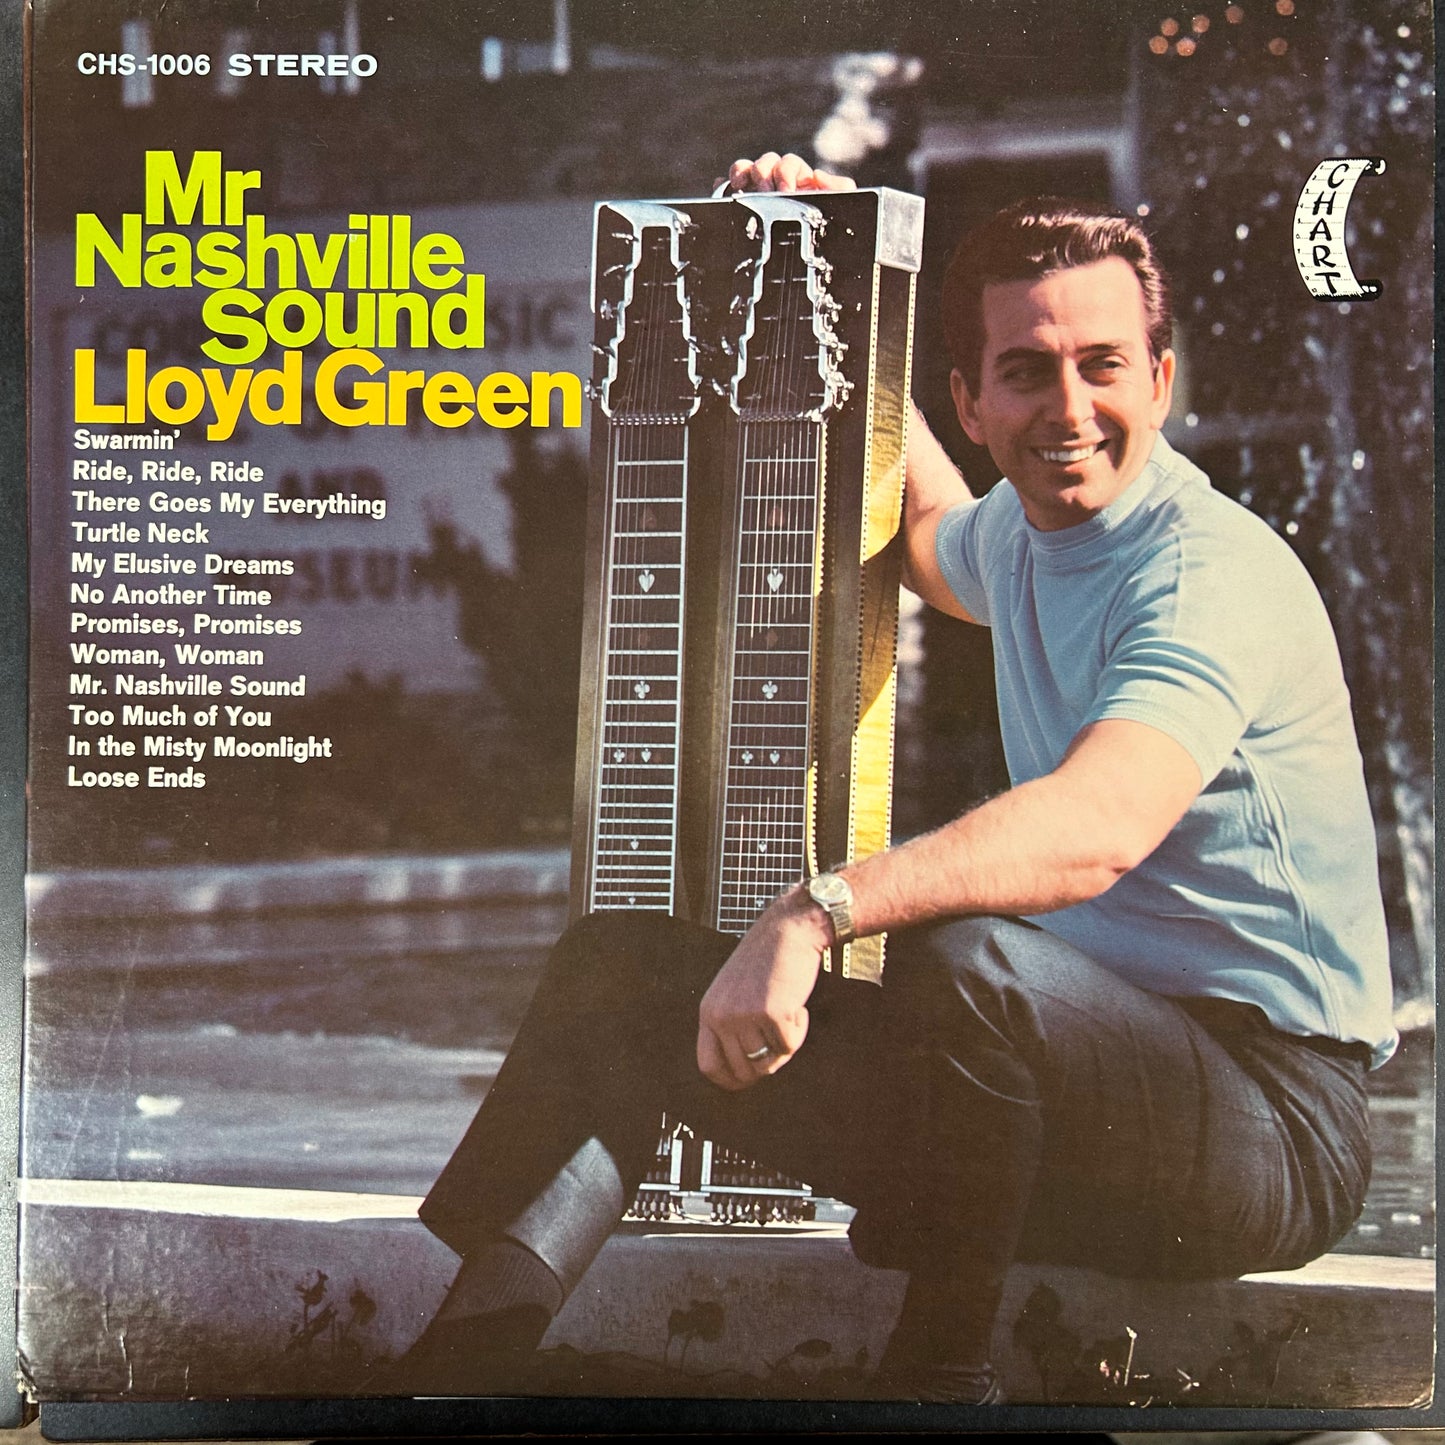 CHS-1006 STEREO
Mr
Nashville
Sound
Lloyd Green
Swarmin'
Ride, Ride, Ride
There Goes My Everything
Turtle Neck
My Elusive Dreams
No Another Time
Promises, Promises
Woman, Woman
Mr. Nashville Sound
Too Much of You
In the Misty Moonlight
Loose Ends
CHART
AND